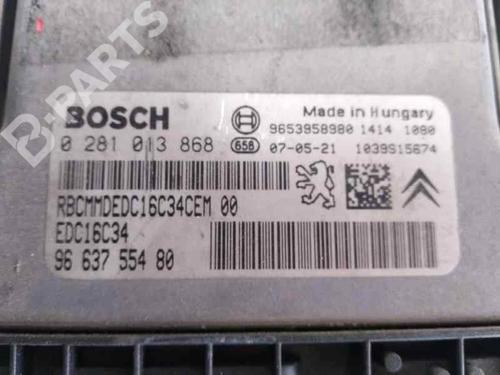 B-PARTS
BOSCH
Made in Hungary
9653958980 1414 1080
0 281 013 868 658 07-05-21 1039S15674
RBCMMDEDC16C34CEM 00
EDC16C34
96 637 554 80